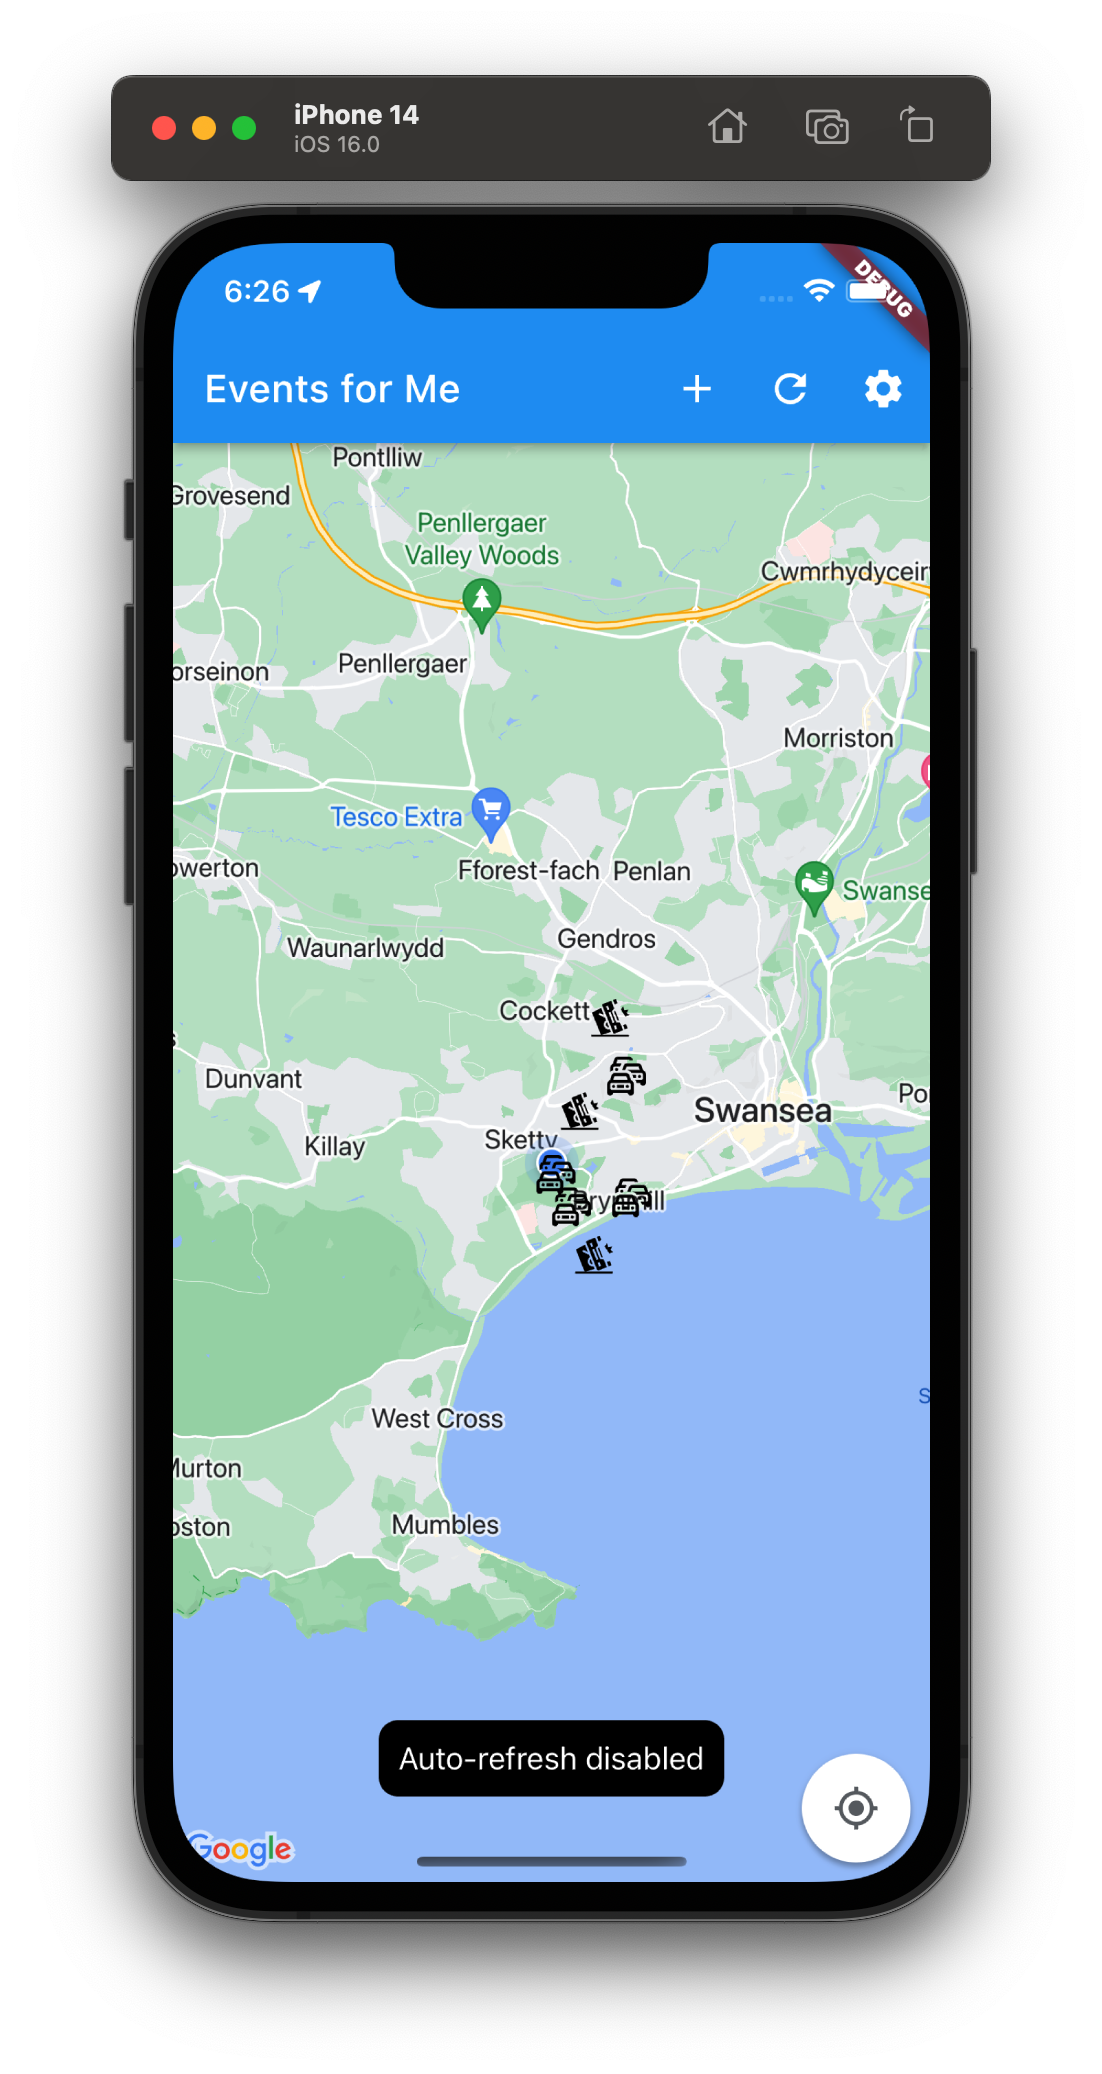 iPhone 14
iOS 16.0
6:26
DEBUG
Events for Me
Pontlliw
Grovesend
Penllergaer
Valley Woods
Cwmrhydyceir
orseinon
Penllergaer
Morriston
Tesco Extra
owerton
Fforest-fach
Penlan
Swanse
Waunarlwydd
Gendros
Cockett
s
Dunvant
Po
Swansea
Killay
Sketty
S
West Cross
Murton
oston
Mumbles
Auto-refresh disabled
Google